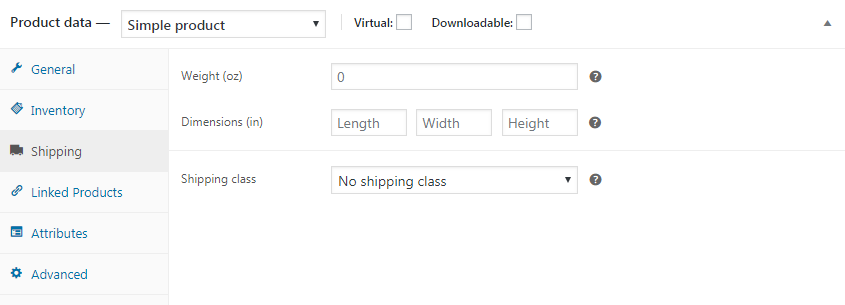 Product data — Simple product Virtual: Downloadable:
General
Weight (oz) 0
Inventory
Dimensions (in) Length Width Height
Shipping
Shipping class No shipping class
Linked Products
Attributes
Advanced